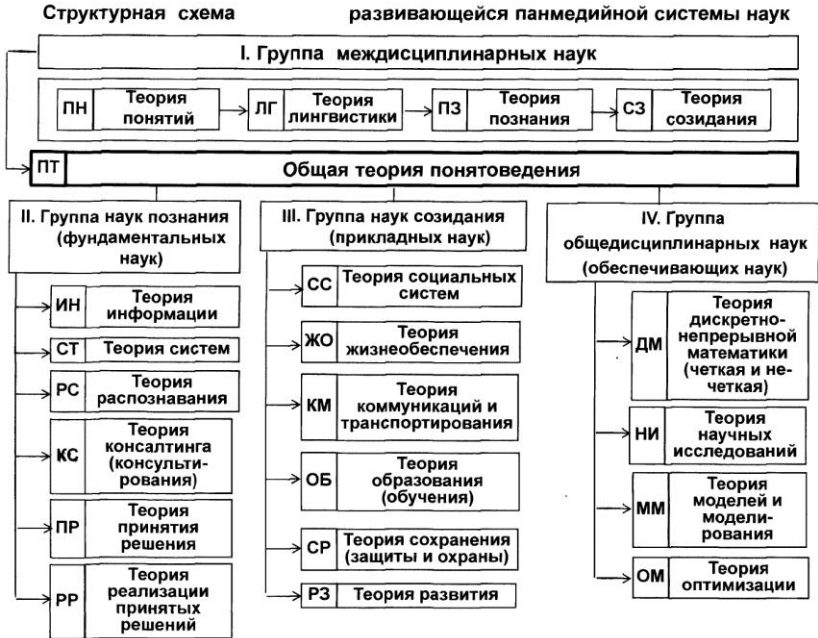 Структурная схема развивающейся панмедийной системы наук
I. Группа междисциплинарных наук
ПН
Теория
понятий
ЛГ
Теория
лингвистики
ПЗ
Теория
познания
СЗ
Теория
созидания
ПТ
Общая теория понятоведения
II. Группа наук познания
(фундаментальных
наук)
ИН
Теория
информации
СТ
Теория систем
РС
Теория
распознавания
КС
Теория
консалтинга
(консульти-
рования)
ПР
Теория
принятия
решения
РР
Теория
реализации
принятых
решений
III. Группа наук созидания
(прикладных наук)
СС
Теория социальных
систем
ЖО
Теория
жизнеобеспечения
КМ
Теория
коммуникаций и
транспортирования
ОБ
Теория
образования
(обучения)
СР
Теория сохранения
(защиты и охраны)
РЗ
Теория развития
IV. Группа
общедисциплинарных наук
(обеспечивающих наук)
ДМ
Теория
дискретно-
непрерывной
математики
(четкая и не-
четкая)
НИ
Теория
научных
исследований
ММ
Теория
моделей и
модели-
рования
ОМ
Теория
оптимизации